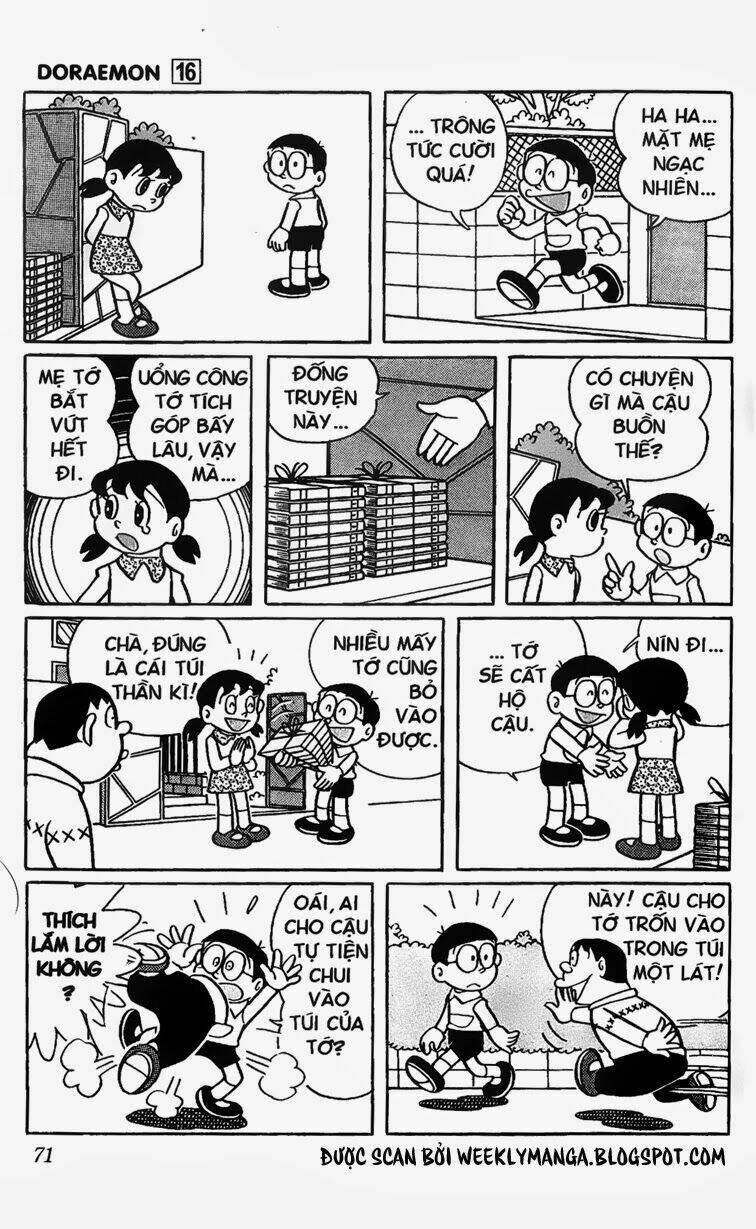 DORAEMON 16
HA HA...
MẶT MẸ
NGẠC
NHIÊN...
... TRÔNG
TỨC CƯỜI
QUÁ!
CÓ CHUYỆN
GÌ MÀ CẬU
BUỒN
THẾ?
ĐỐNG
TRUYỆN
NÀY...
UỔNG CÔNG
TỚ TÍCH
GÓP BẤY
LÂU, VẬY
MÀ...
MẸ TỚ
BẮT
VỨT
HẾT
ĐI.
NÍN ĐI...
... TỚ
SẼ CẤT
HỘ
CẬU.
NHIỀU MẤY
TỚ CŨNG
BỎ
VÀO
ĐƯỢC.
CHÀ, ĐÚNG
LÀ CÁI TÚI
THẦN KÌ!
NÀY! CẬU CHO
TỚ TRỐN VÀO
TRONG TÚI
MỘT LÁT!
OÁI, AI
CHO CẬU
TỰ TIỆN
CHUI
VÀO
TÚI CỦA
TỚ?
THÍCH
LẮM LỜI
KHÔNG
?
71
ĐƯỢC SCAN BỞI WEEKLYMANGA.BLOGSPOT.COM